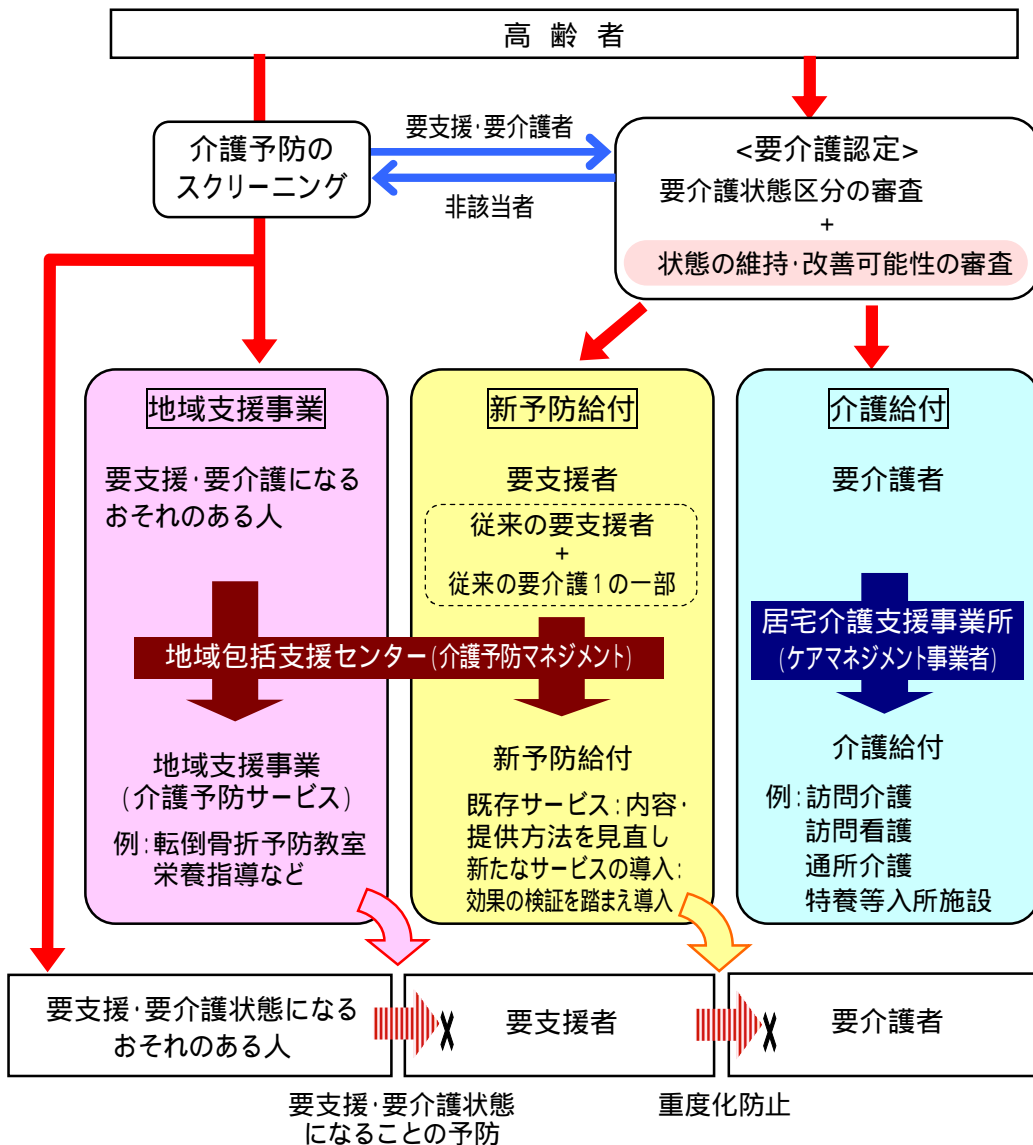 高齢者
介護予防の
スクリーニング
要支援・要介護者
非該当者
<要介護認定>
要介護状態区分の審査
+
状態の維持・改善可能性の審査
地域支援事業
要支援・要介護になる
おそれのある人
新予防給付
要支援者
従来の要支援者
+
従来の要介護1の一部
介護給付
要介護者
地域包括支援センター(介護予防マネジメント)
居宅介護支援事業所
(ケアマネジメント事業者)
地域支援事業
(介護予防サービス)
例:転倒骨折予防教室
栄養指導など
新予防給付
既存サービス:内容・
提供方法を見直し
新たなサービスの導入:
効果の検証を踏まえ導入
介護給付
例:訪問介護
訪問看護
通所介護
特養等入所施設
要支援・要介護状態になる
おそれのある人
X
要支援者
X
要介護者
要支援・要介護状態
になることの予防
重度化防止